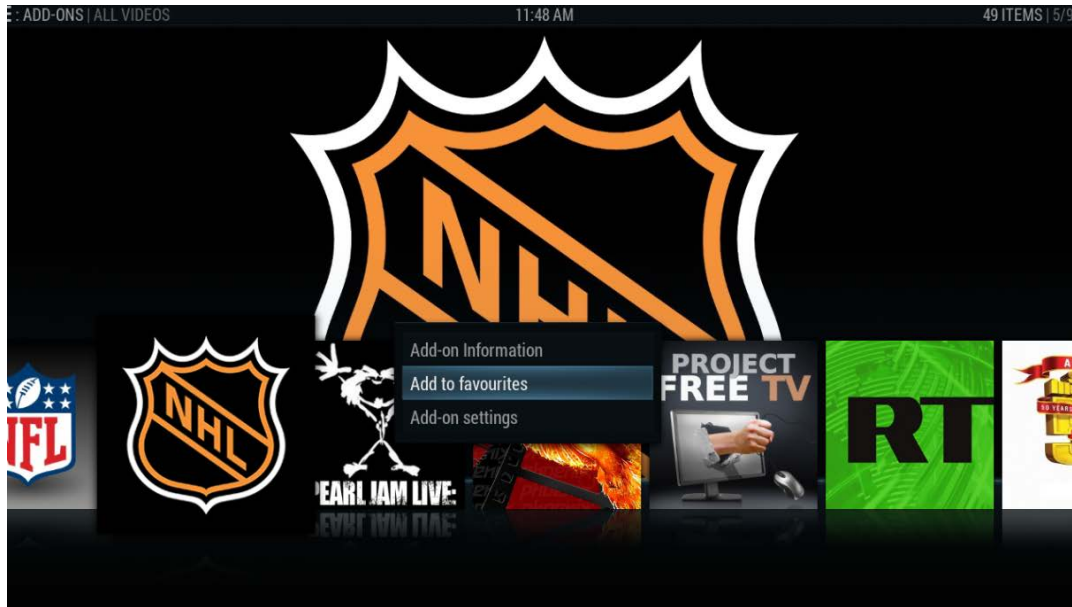 E : ADD-ONS | ALL VIDEOS
11:48 AM
49 ITEMS | 5/9
NHL
Add-on Information
Add to favourites
Add-on settings
NFL
NHL
PEARL JAM LIVE:
PROJECT
FREE TV
RT